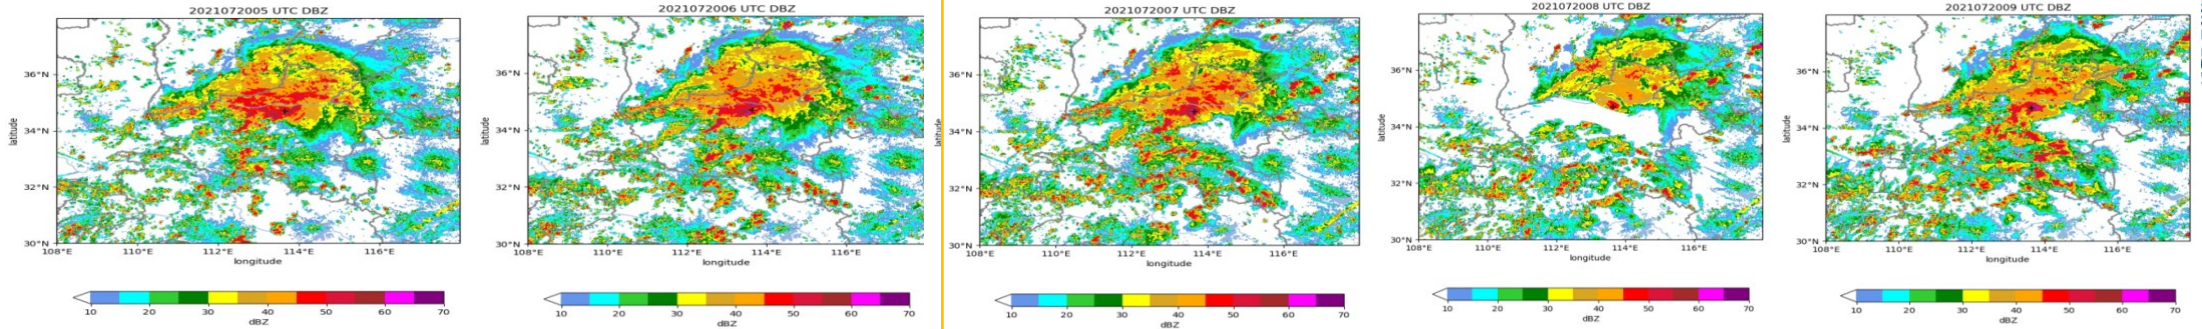 2021072005 UTC DBZ
36°N
34°N
32°N
30°N
latitude
108°E 110°E 112°E 114°E 116°E
longitude
10 20 30 40 50 60 70
dBZ
2021072006 UTC DBZ
36°N
34°N
32°N
30°N
latitude
108°E 110°E 112°E 114°E 116°E
longitude
10 20 30 40 50 60 70
dBZ
2021072007 UTC DBZ
36°N
34°N
32°N
30°N
latitude
108°E 110°E 112°E 114°E 116°E
longitude
10 20 30 40 50 60 70
dBZ
2021072008 UTC DBZ
36°N
34°N
32°N
30°N
latitude
108°E 110°E 112°E 114°E 116°E
longitude
10 20 30 40 50 60 70
dBZ
2021072009 UTC DBZ
36°N
34°N
32°N
30°N
latitude
108°E 110°E 112°E 114°E 116°E
longitude
10 20 30 40 50 60 70
dBZ